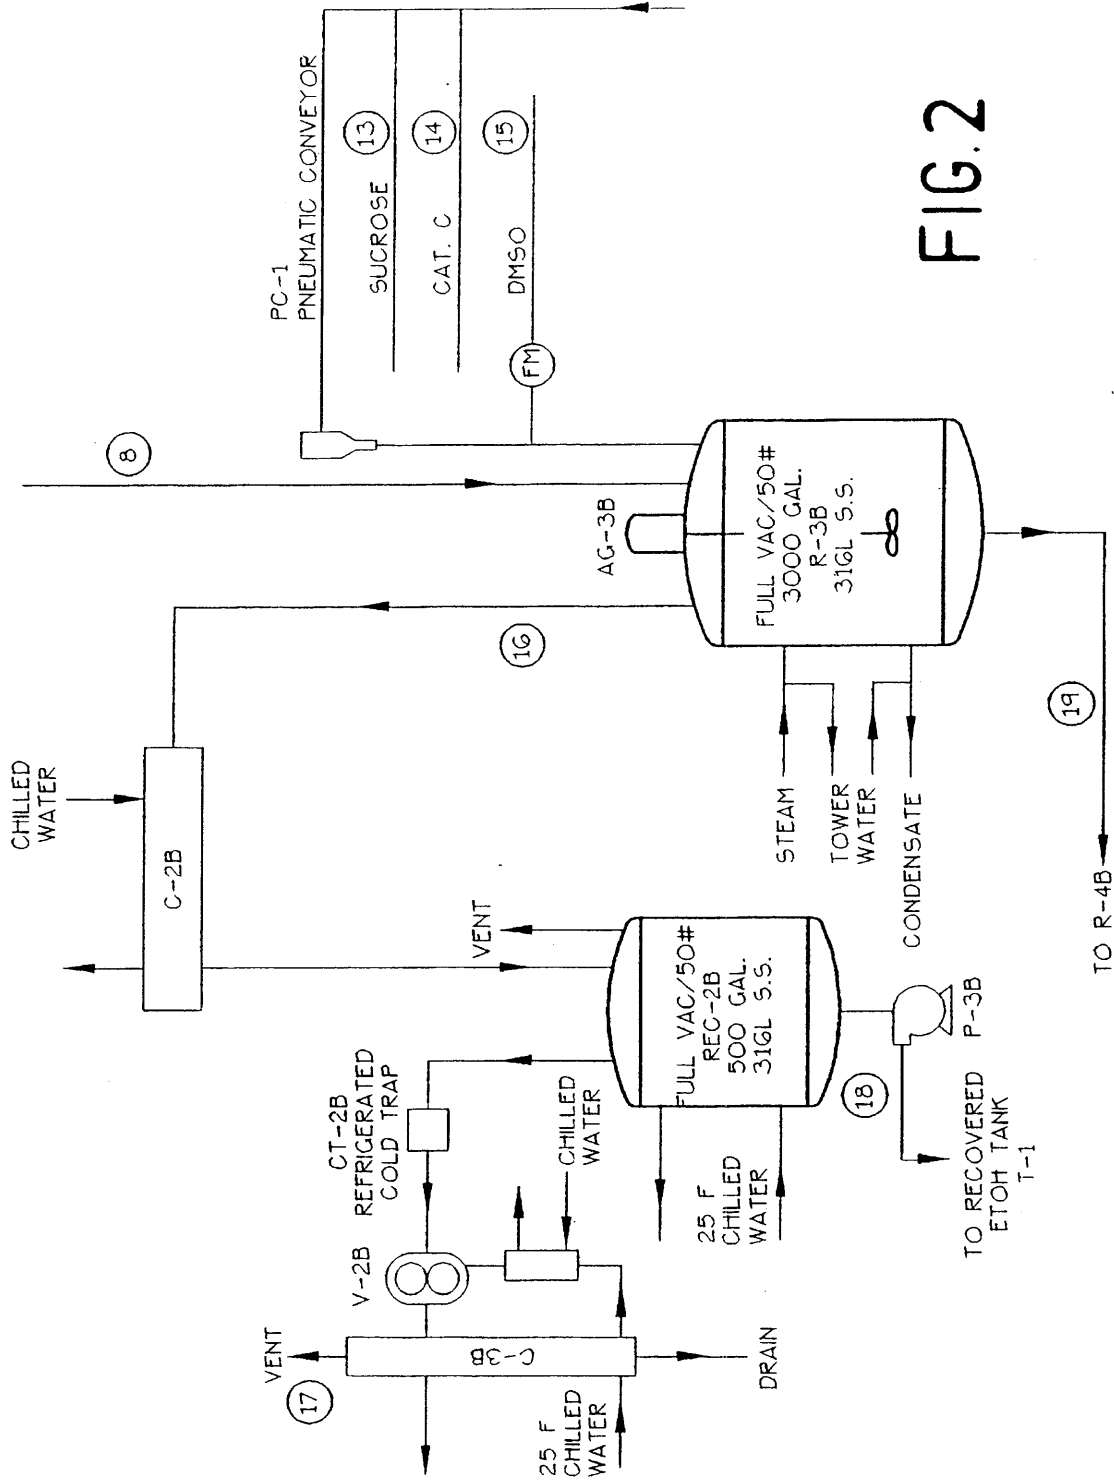 PC-1
PNEUMATIC CONVEYOR
SUCROSE
13
CAT. C
14
DMSO
15
FM
8
AG-3B
FULL VAC/50#
3000 GAL.
R-3B
316L S.S.
16
CHILLED
WATER
C-2B
STEAM
TOWER
WATER
CONDENSATE
19
TO R-4B
VENT
FULL VAC/50#
REC-2B
500 GAL.
316L S.S.
P-3B
18
TO RECOVERED
ETOH TANK
T-1
CT-2B
REFRIGERATED
COLD TRAP
CHILLED
WATER
25 F
CHILLED
WATER
V-2B
C-3B
VENT
17
DRAIN
25 F
CHILLED
WATER
FIG. 2